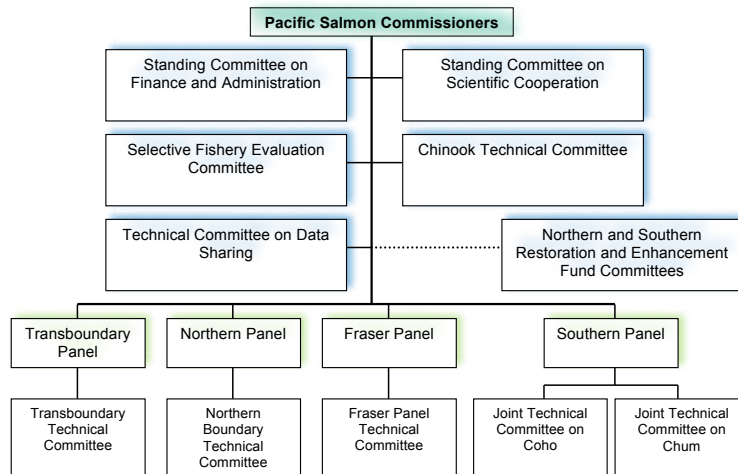 Pacific Salmon Commissioners
Standing Committee on
Finance and Administration
Standing Committee on
Scientific Cooperation
Selective Fishery Evaluation
Committee
Chinook Technical Committee
Technical Committee on Data
Sharing
Northern and Southern
Restoration and Enhancement
Fund Committees
Transboundary
Panel
Northern Panel
Fraser Panel
Southern Panel
Transboundary
Technical
Committee
Northern
Boundary
Technical
Committee
Fraser Panel
Technical
Committee
Joint Technical
Committee on
Coho
Joint Technical
Committee on
Chum